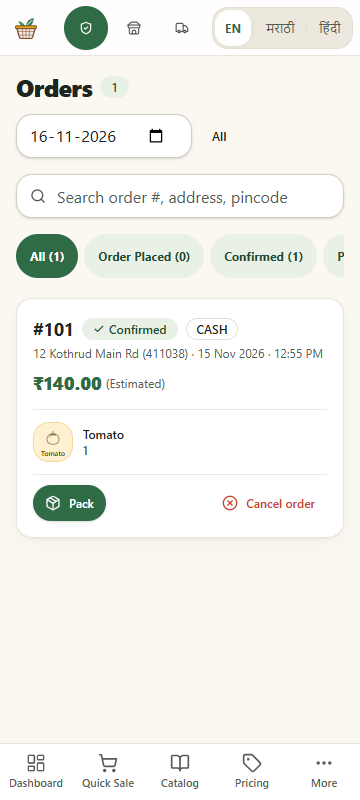 EN मराठी हिंदी
Orders 1
16-11-2026 All
Search order #, address, pincode
All (1) Order Placed (0) Confirmed (1) P
#101 Confirmed CASH
12 Kothrud Main Rd (411038) · 15 Nov 2026 · 12:55 PM
₹140.00 (Estimated)
Tomato
Tomato
1
Pack Cancel order
Dashboard Quick Sale Catalog Pricing More